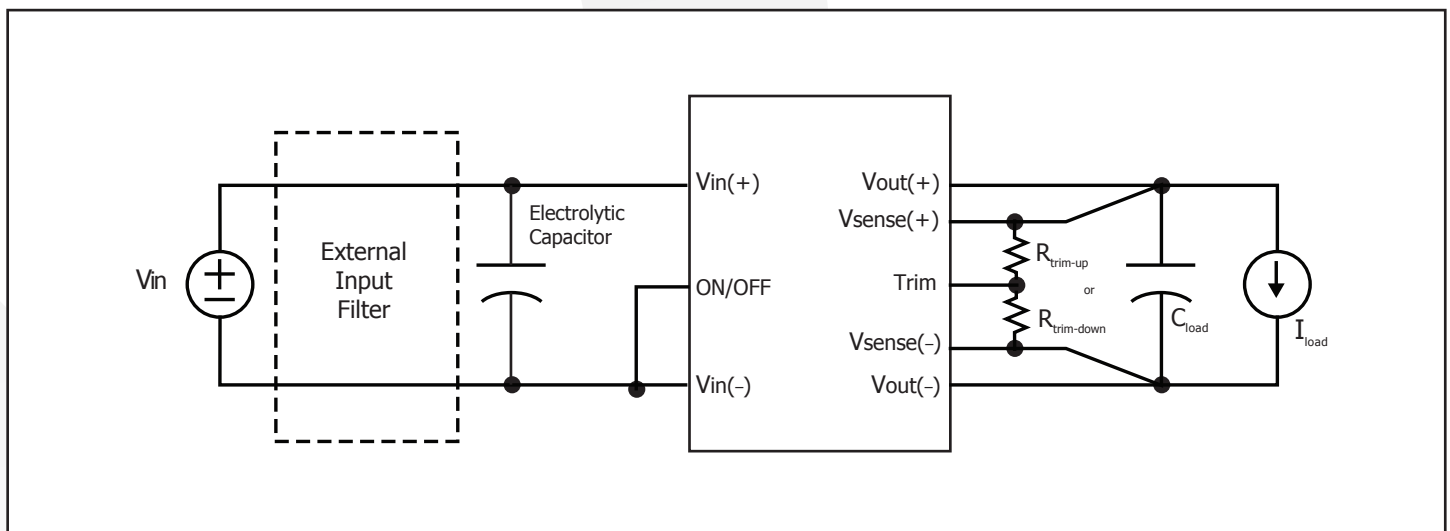 Vin
External
Input
Filter
Electrolytic
Capacitor
Vin(+)
ON/OFF
Vin(–)
Vout(+)
Vsense(+)
Trim
Vsense(–)
Vout(–)
Rtrim-up
or
Rtrim-down
Cload
Iload